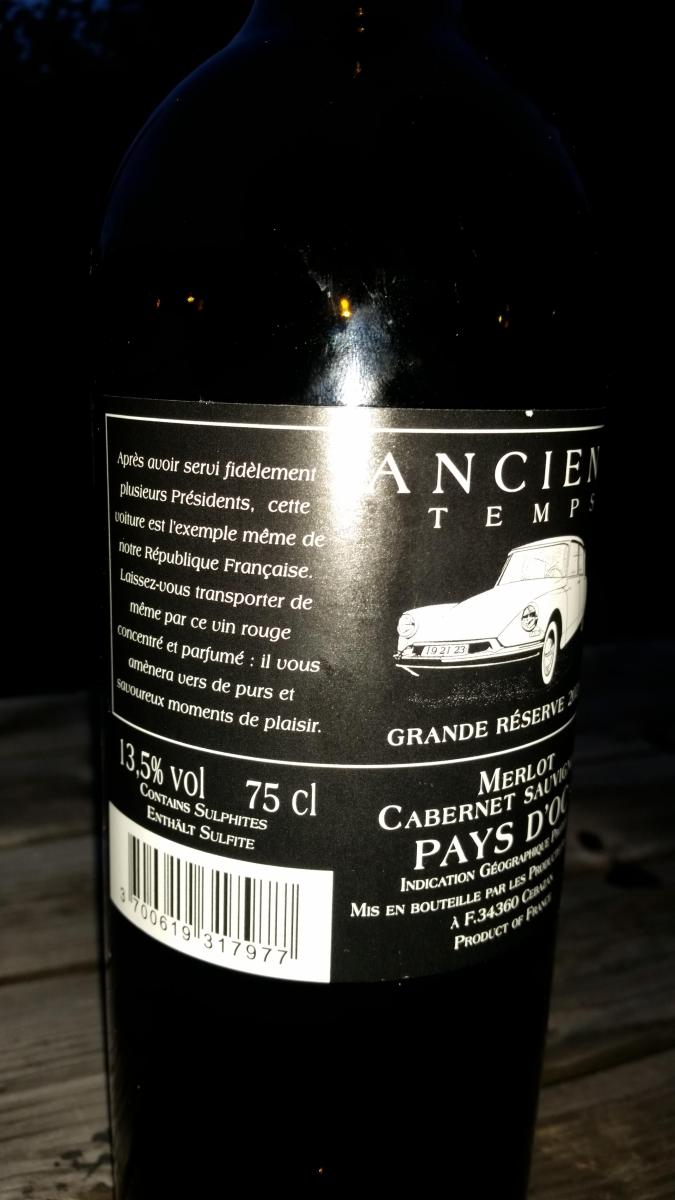 Après avoir servi fidèlement
plusieurs Présidents, cette
voiture est l'exemple même de
notre République Française.
Laissez-vous transporter de
même par ce vin rouge
concentré et parfumé : il vous
amènera vers de purs et
savoureux moments de plaisir.
13,5% vol 75 cl
CONTAINS SULPHITES
ENTHÄLT SULFITE
3 700619 317977
ANCIEN
TEMPS
19 21 23
GRANDE RÉSERVE
MERLOT
CABERNET
PAYS D'OC
INDICATION GÉOGRAPHIQUE
MIS EN BOUTEILLE PAR LES
À F.34360
PRODUCT OF FRANCE